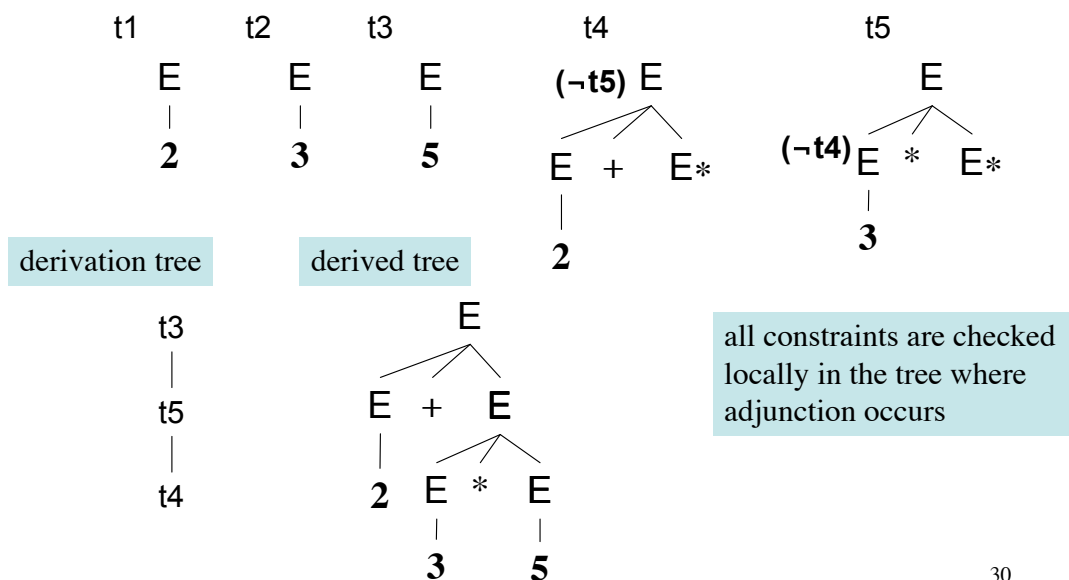 t1 t2 t3 t4 t5
E E E (¬t5) E E
2 3 5 E + E* (¬t4) E * E*
2 3
derivation tree derived tree
t3 E
t5 E + E
t4 2 E * E
3 5
all constraints are checked
locally in the tree where
adjunction occurs
30